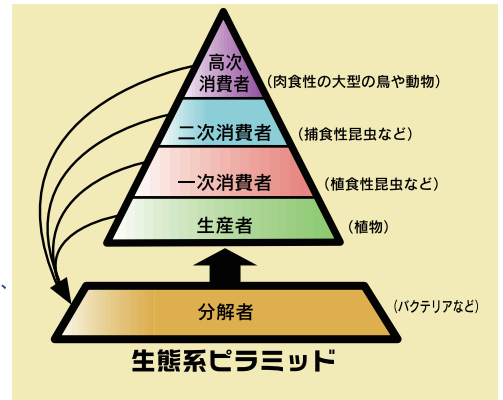 高次
消費者
(肉食性の大型の鳥や動物)
二次消費者
(捕食性昆虫など)
一次消費者
(植食性昆虫など)
生産者
(植物)
分解者
(バクテリアなど)
生態系ピラミッド
、